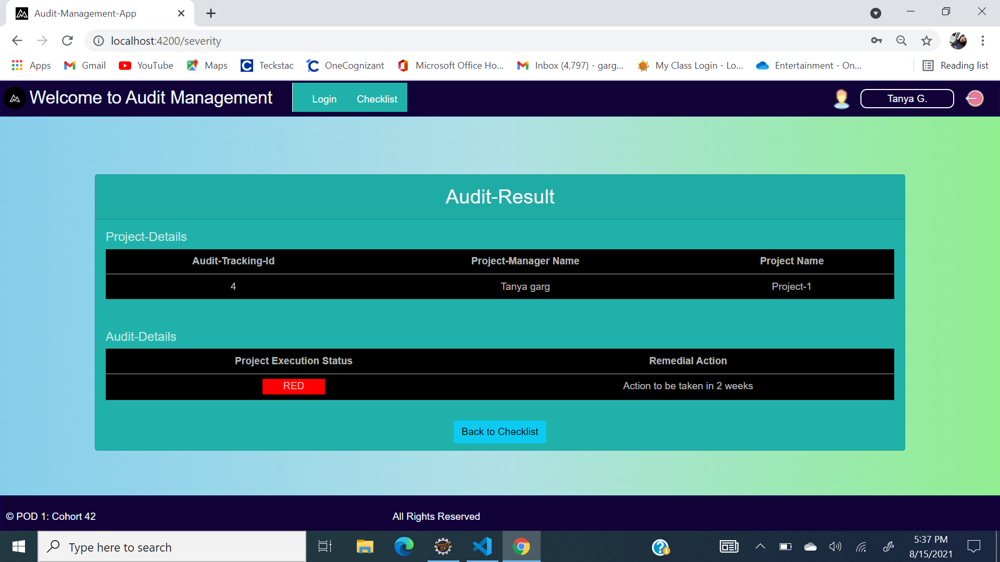 Audit-Management-App
localhost:4200/severity
Apps Gmail YouTube Maps Teckstac OneCognizant Microsoft Office Ho... Inbox (4,797) - garg... My Class Login - Lo... Entertainment - On... Reading list
Welcome to Audit Management Login Checklist Tanya G.
Audit-Result
Project-Details
Audit-Tracking-Id Project-Manager Name Project Name
4 Tanya garg Project-1
Audit-Details
Project Execution Status Remedial Action
RED Action to be taken in 2 weeks
Back to Checklist
© POD 1: Cohort 42 All Rights Reserved
Type here to search
5:37 PM
8/15/2021